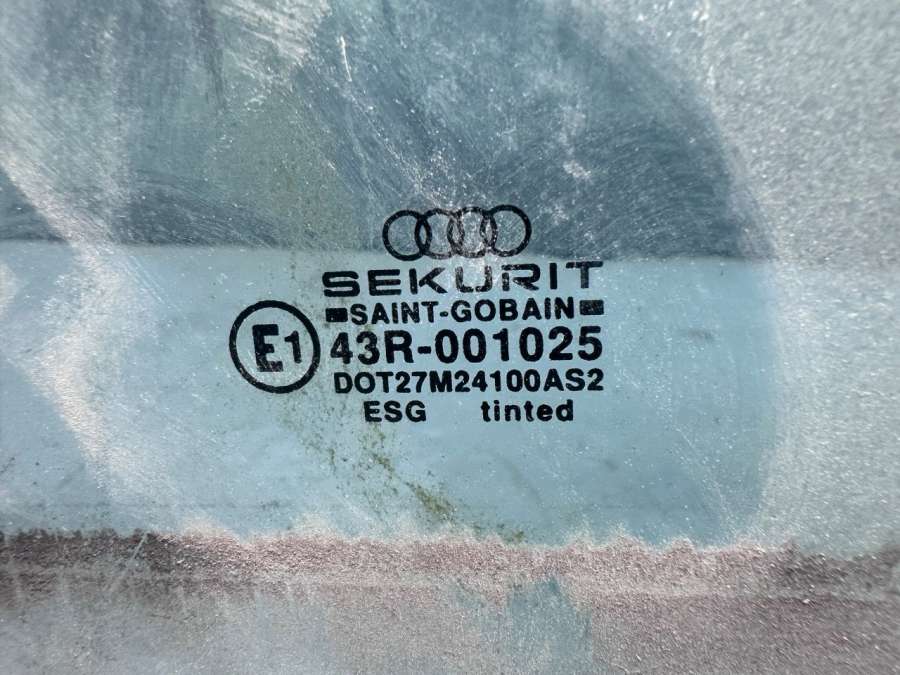 SEKURIT
SAINT-GOBAIN
E1 43R-001025
DOT27M24100AS2
ESG tinted